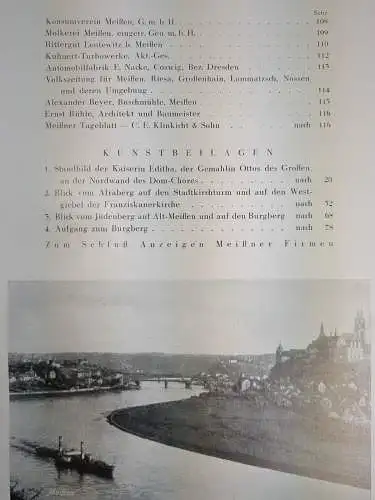 Seite
Konsumverein Meißen, G. m. b. H. . . . . . . 108
Molkerei Meißen, eingetr. Gen. m. b. H. . . . . . 109
Rittergut Leutewitz b. Meißen . . . . . . . 110
Kuhnert-Turbowerke, Akt.-Ges. . . . . . . . 112
Automobilfabrik E. Nacke, Coswig, Bez. Dresden . . . . . 113
Volkszeitung für Meißen, Riesa, Großenhain, Lommatzsch, Nossen
und deren Umgebung . . . . . . . . 114
Alexander Beyer, Buschmühle, Meißen . . . . . . 115
Ernst Bühle, Architekt und Baumeister . . . . . . 116
Meißner Tageblatt — C. E. Klinkicht & Sohn . . . . nach 116
KUNSTBEILAGEN
1. Standbild der Kaiserin Editha, der Gemahlin Ottos des Großen,
an der Nordwand des Dom-Chores . . . . . nach 20
2. Blick vom Afraberg auf den Stadtkirchturm und auf den West-
giebel der Franziskanerkirche . . . . . . nach 52
3. Blick vom Jüdenberg auf Alt-Meißen und auf den Burgberg . nach 68
4. Aufgang zum Burgberg . . . . . . . nach 78
Zum Schluß Anzeigen Meißner Firmen
Meißen